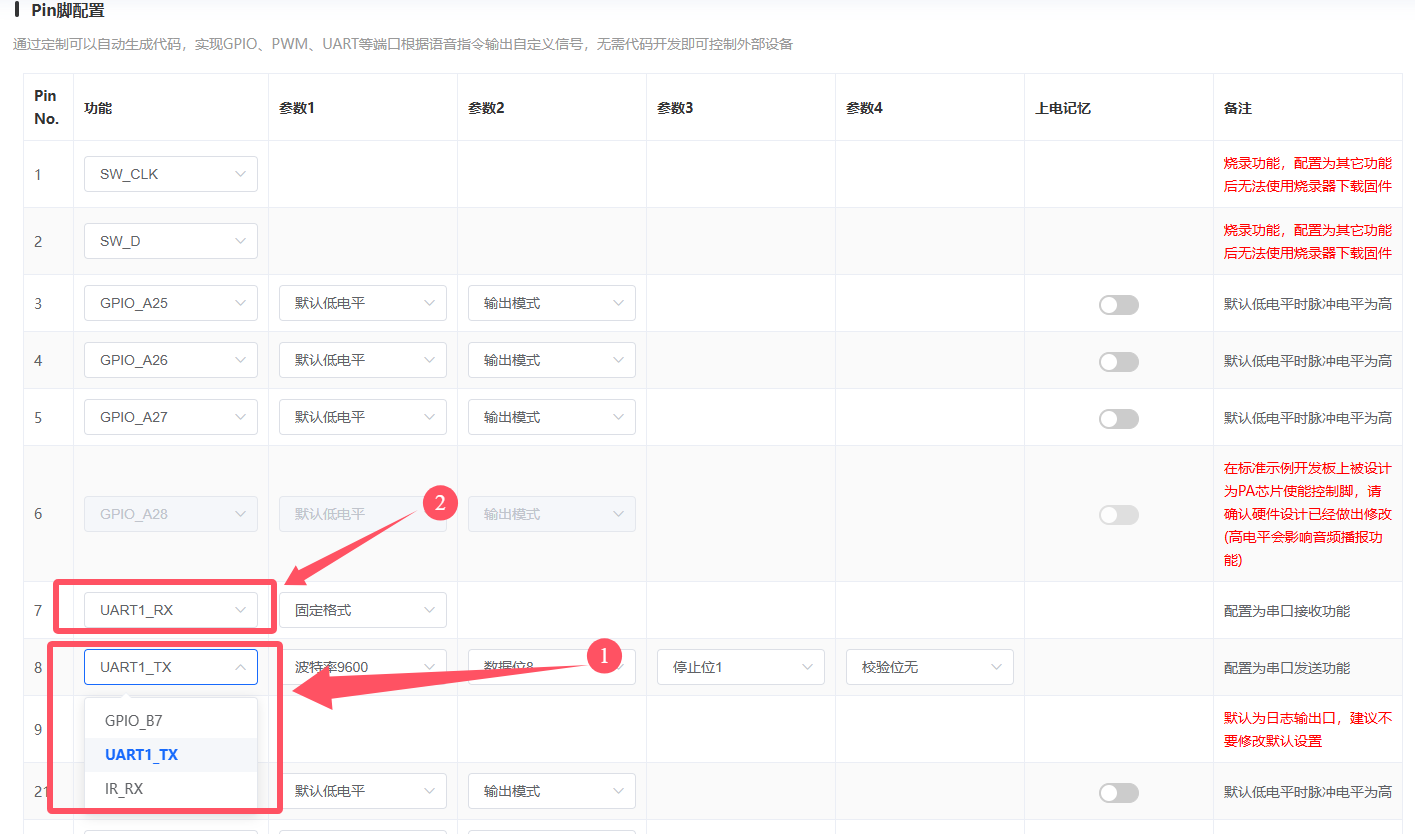 Pin脚配置
通过定制可以自动生成代码，实现GPIO、PWM、UART等端口根据语音指令输出自定义信号，无需代码开发即可控制外部设备
Pin No. 功能 参数1 参数2 参数3 参数4 上电记忆 备注
1 SW_CLK 烧录功能，配置为其它功能
后无法使用烧录器下载固件
2 SW_D 烧录功能，配置为其它功能
后无法使用烧录器下载固件
3 GPIO_A25 默认低电平 输出模式 默认低电平时脉冲电平为高
4 GPIO_A26 默认低电平 输出模式 默认低电平时脉冲电平为高
5 GPIO_A27 默认低电平 输出模式 默认低电平时脉冲电平为高
6 GPIO_A28 默认低电平 输出模式 在标准示例开发板上被设计
为PA芯片使能控制脚，请
确认硬件设计已经做出修改
(高电平会影响音频播报功
能)
2
7 UART1_RX 固定格式 配置为串口接收功能
1
8 UART1_TX 波特率9600 数据位8 停止位1 校验位无 配置为串口发送功能
GPIO_B7
UART1_TX
IR_RX
9 默认为日志输出口，建议不
要修改默认设置
21 默认低电平 输出模式 默认低电平时脉冲电平为高